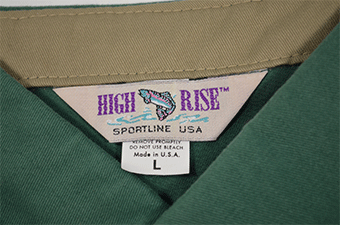 HIGH RISE™
SPORTLINE USA
REMOVE PROMPTLY
DO NOT USE BLEACH
Made in U.S.A.
L